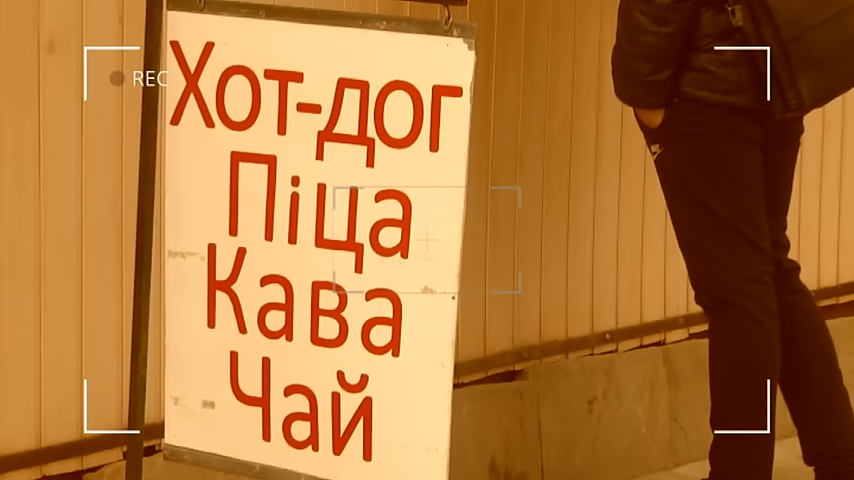 REC
Хот-дог
Піца
Кава
Чай